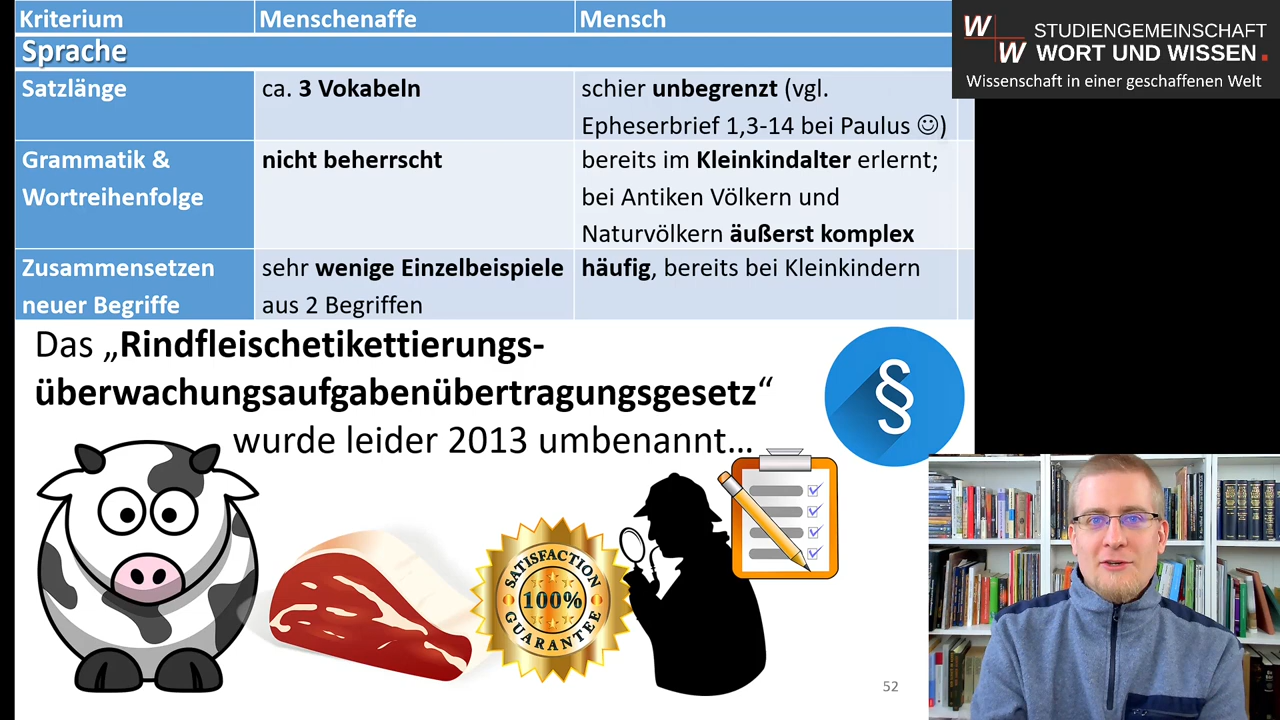 Kriterium
Menschenaffe
Mensch
Sprache
Satzlänge
ca. 3 Vokabeln
schier unbegrenzt (vgl.
Epheserbrief 1,3-14 bei Paulus ☺)
Grammatik &
Wortreihenfolge
nicht beherrscht
bereits im Kleinkindalter erlernt;
bei Antiken Völkern und
Naturvölkern äußerst komplex
Zusammensetzen
neuer Begriffe
sehr wenige Einzelbeispiele
aus 2 Begriffen
häufig, bereits bei Kleinkindern
Das „Rindfleischetikettierungs-
überwachungsaufgabenübertragungsgesetz“
wurde leider 2013 umbenannt…
§
SATISFACTION
100%
GUARANTEE
52
W
W
STUDIENGEMEINSCHAFT
WORT UND WISSEN.
Wissenschaft in einer geschaffenen Welt